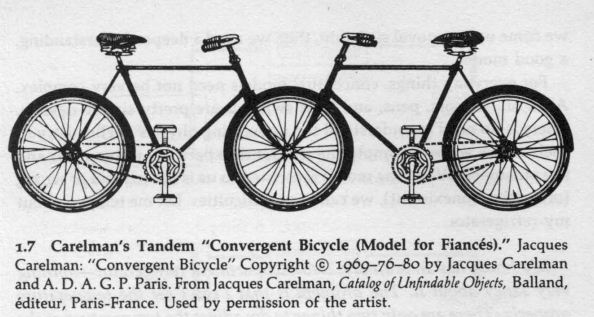 1.7 Carelman's Tandem "Convergent Bicycle (Model for Fiancés)." Jacques
Carelman: "Convergent Bicycle" Copyright © 1969-76-80 by Jacques Carelman
and A. D. A. G. P. Paris. From Jacques Carelman, Catalog of Unfindable Objects, Balland,
éditeur, Paris-France. Used by permission of the artist.